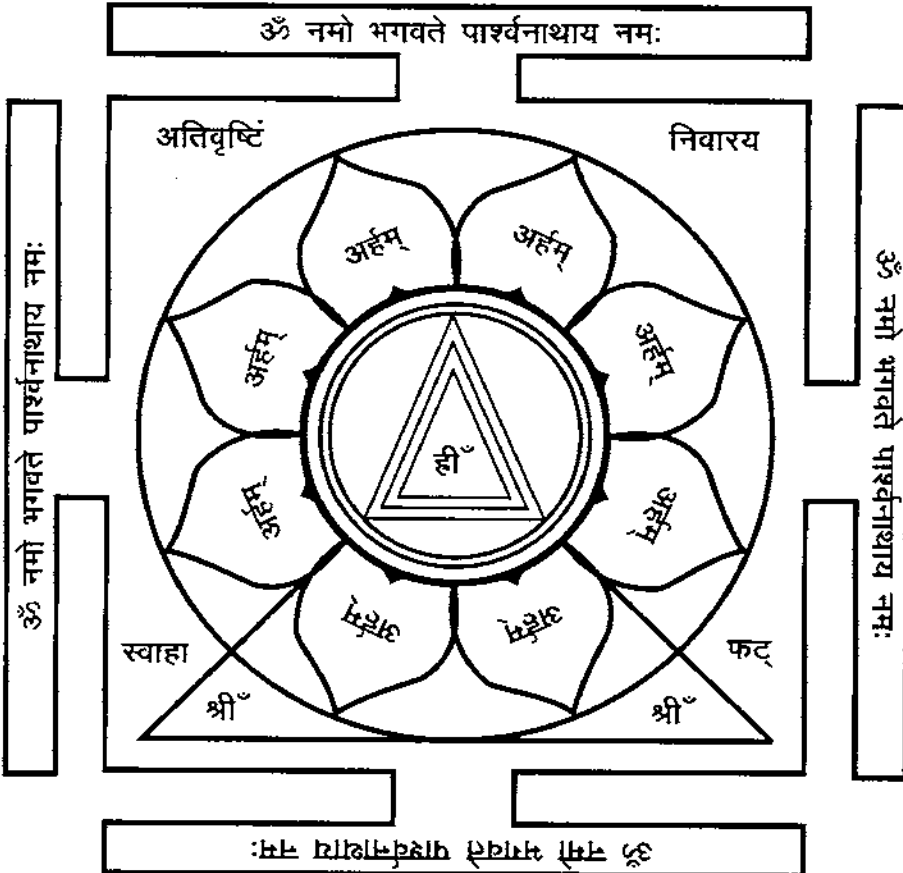 ॐ नमो भगवते पार्श्वनाथाय नमः
अतिवृष्टिं
निवारय
ॐ नमो भगवते पार्श्वनाथाय नमः
ॐ नमो भगवते पार्श्वनाथाय नमः
अर्हम्
अर्हम्
अर्हम्
अर्हम्
अर्हम्
अर्हम्
अर्हम्
अर्हम्
ह्रीँ
स्वाहा
फट्
श्रीँ
श्रीँ
ॐ नमो भगवते पार्श्वनाथाय नमः